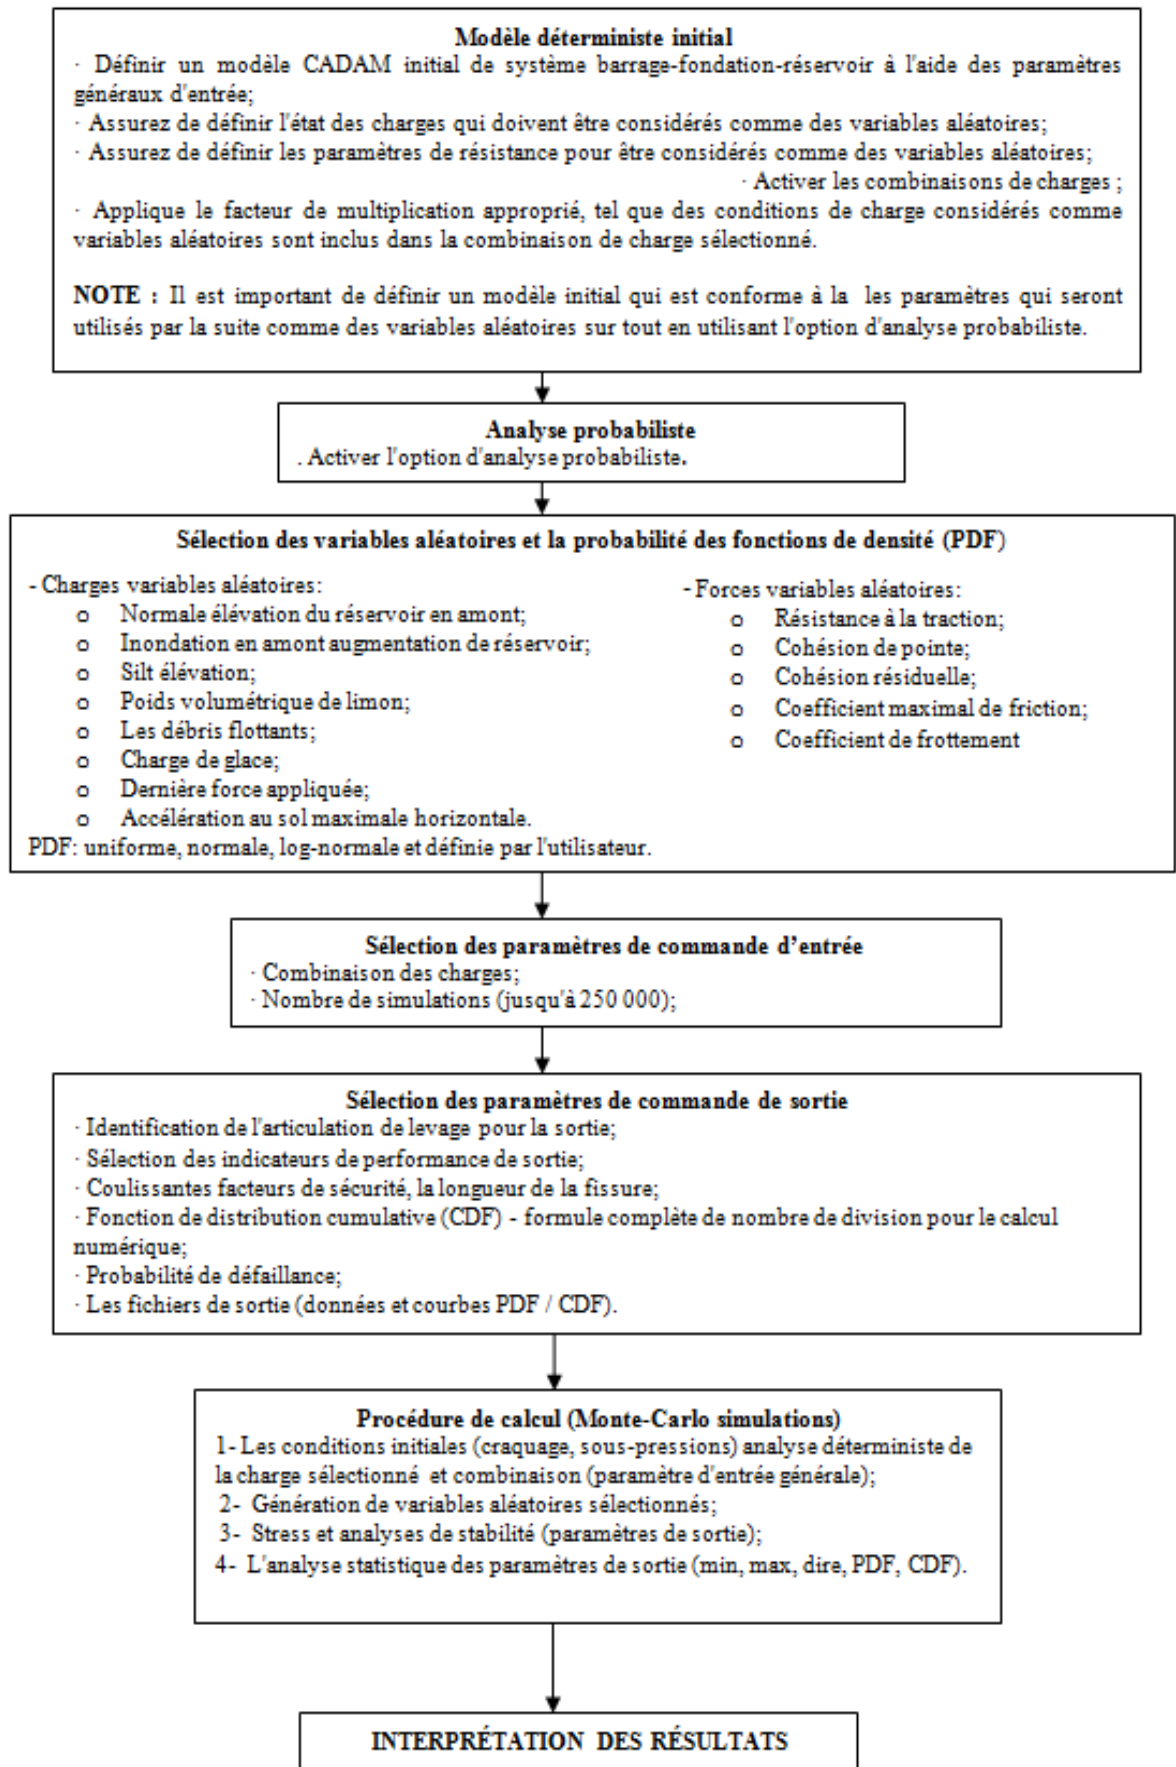 Modèle déterministe initial
· Définir un modèle CADAM initial de système barrage-fondation-réservoir à l'aide des paramètres
généraux d'entrée;
· Assurez de définir l'état des charges qui doivent être considérés comme des variables aléatoires;
· Assurez de définir les paramètres de résistance pour être considérés comme des variables aléatoires;
· Activer les combinaisons de charges ;
· Applique le facteur de multiplication approprié, tel que des conditions de charge considérés comme
variables aléatoires sont inclus dans la combinaison de charge sélectionné.
NOTE : Il est important de définir un modèle initial qui est conforme à la les paramètres qui seront
utilisés par la suite comme des variables aléatoires sur tout en utilisant l'option d'analyse probabiliste.
Analyse probabiliste
. Activer l'option d'analyse probabiliste.
Sélection des variables aléatoires et la probabilité des fonctions de densité (PDF)
- Charges variables aléatoires:
o Normale élévation du réservoir en amont;
o Inondation en amont augmentation de réservoir;
o Silt élévation;
o Poids volumétrique de limon;
o Les débris flottants;
o Charge de glace;
o Dernière force appliquée;
o Accélération au sol maximale horizontale.
PDF: uniforme, normale, log-normale et définie par l'utilisateur.
- Forces variables aléatoires:
o Résistance à la traction;
o Cohésion de pointe;
o Cohésion résiduelle;
o Coefficient maximal de friction;
o Coefficient de frottement
Sélection des paramètres de commande d'entrée
· Combinaison des charges;
· Nombre de simulations (jusqu'à 250 000);
Sélection des paramètres de commande de sortie
· Identification de l'articulation de levage pour la sortie;
· Sélection des indicateurs de performance de sortie;
· Coulissantes facteurs de sécurité, la longueur de la fissure;
· Fonction de distribution cumulative (CDF) - formule complète de nombre de division pour le calcul
numérique;
· Probabilité de défaillance;
· Les fichiers de sortie (données et courbes PDF / CDF).
Procédure de calcul (Monte-Carlo simulations)
1- Les conditions initiales (craquage, sous-pressions) analyse déterministe de
la charge sélectionné et combinaison (paramètre d'entrée générale);
2- Génération de variables aléatoires sélectionnés;
3- Stress et analyses de stabilité (paramètres de sortie);
4- L'analyse statistique des paramètres de sortie (min, max, dire, PDF, CDF).
INTERPRÉTATION DES RÉSULTATS